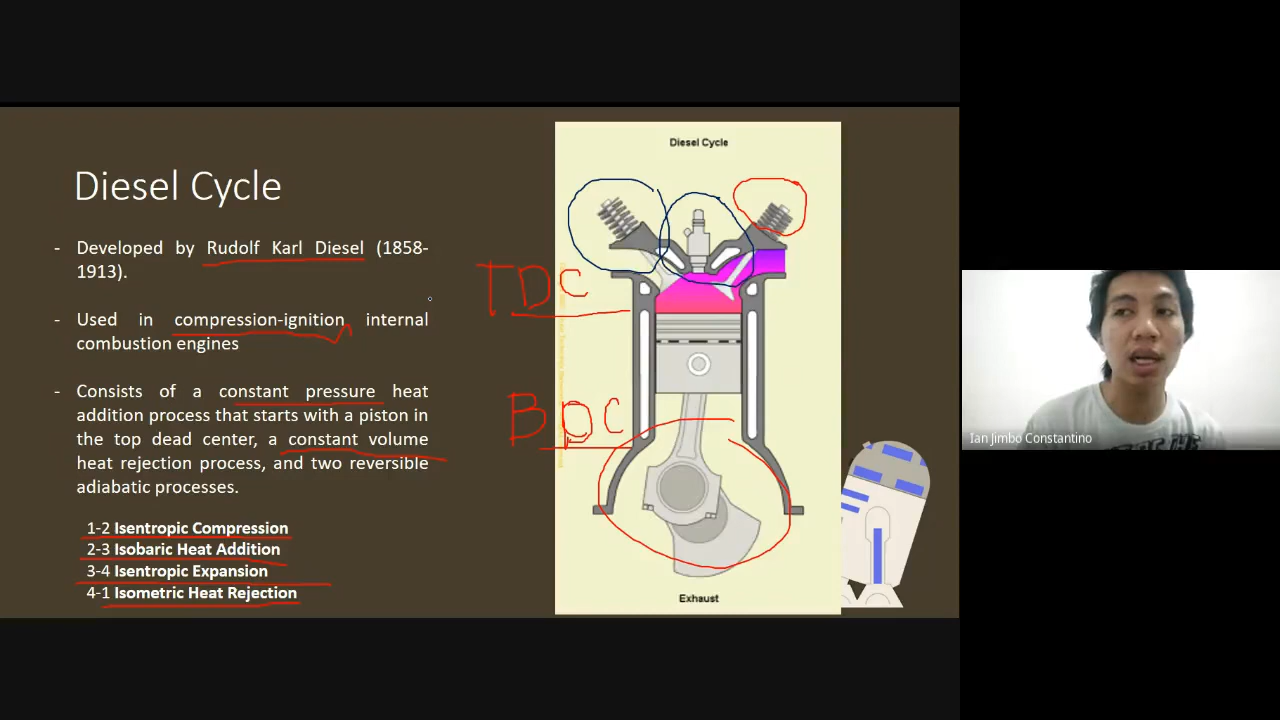 Diesel Cycle
- Developed by Rudolf Karl Diesel (1858-
1913).
- Used in compression-ignition internal
combustion engines
- Consists of a constant pressure heat
addition process that starts with a piston in
the top dead center, a constant volume
heat rejection process, and two reversible
adiabatic processes.
1-2 Isentropic Compression
2-3 Isobaric Heat Addition
3-4 Isentropic Expansion
4-1 Isometric Heat Rejection
Diesel Cycle
TDC
BDC
Exhaust
Ian Jimbo Constantino